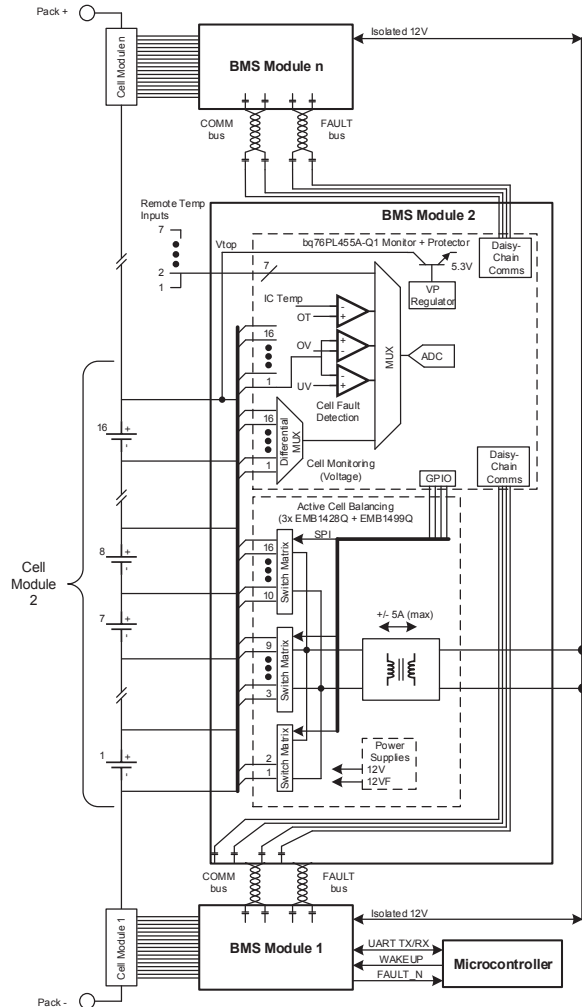 Pack +
Isolated 12V
Cell Module n
BMS Module n
COMM
bus
FAULT
bus
Remote Temp
Inputs
7
2
1
BMS Module 2
Vtop
bq76PL455A-Q1 Monitor + Protector
7
5.3V
VP
Regulator
Daisy-
Chain
Comms
IC Temp
OT
-
+
16
OV
+
-
1
UV
-
+
Cell Fault
Detection
MUX
ADC
16
1
Differential
MUX
Cell Monitoring
(Voltage)
Daisy-
Chain
Comms
GPIO
Active Cell Balancing
(3x EMB1428Q + EMB1499Q
SPI
16
10
Switch Matrix
9
3
Switch Matrix
2
1
Switch Matrix
+/- 5A (max)
Power
Supplies
12V
12VF
Cell
Module
2
16
+
-
8
+
-
7
+
-
1
+
-
COMM
bus
FAULT
bus
Isolated 12V
Cell Module 1
BMS Module 1
UART TX/RX
WAKEUP
FAULT_N
Microcontroller
Pack -